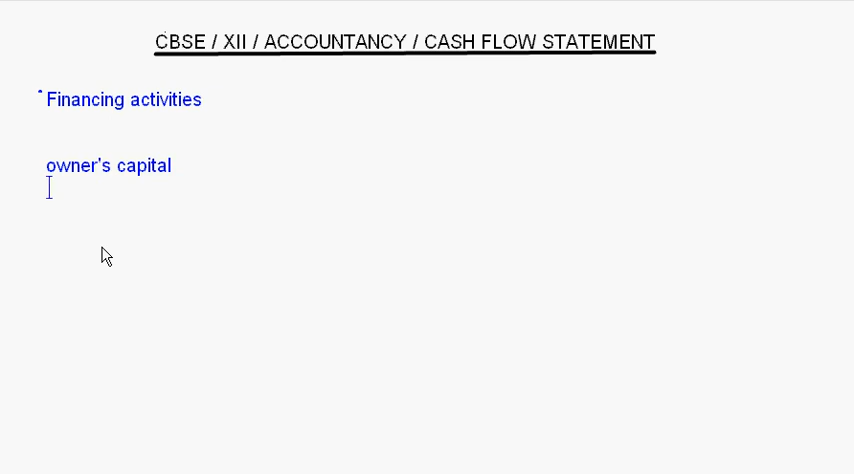 CBSE / XII / ACCOUNTANCY / CASH FLOW STATEMENT
Financing activities
owner's capital